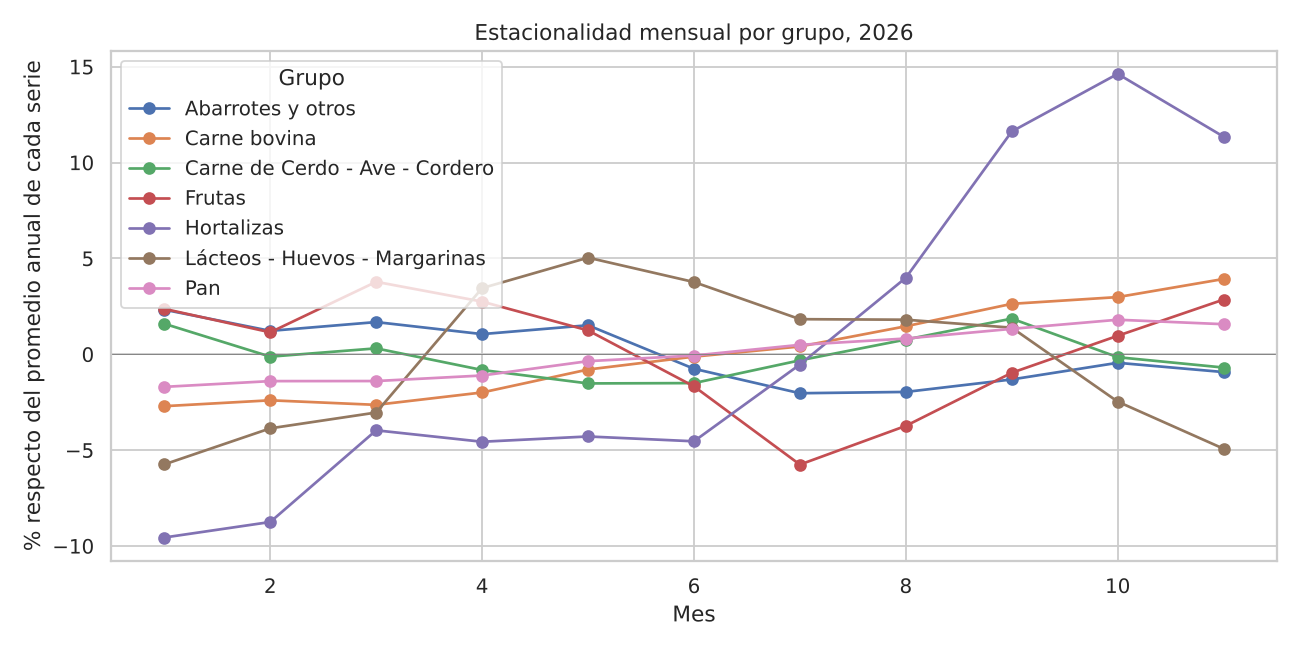 Estacionalidad mensual por grupo, 2026
% respecto del promedio anual de cada serie
15
10
5
0
−5
−10
Grupo
Abarrotes y otros
Carne bovina
Carne de Cerdo - Ave - Cordero
Frutas
Hortalizas
Lácteos - Huevos - Margarinas
Pan
2
4
6
8
10
Mes